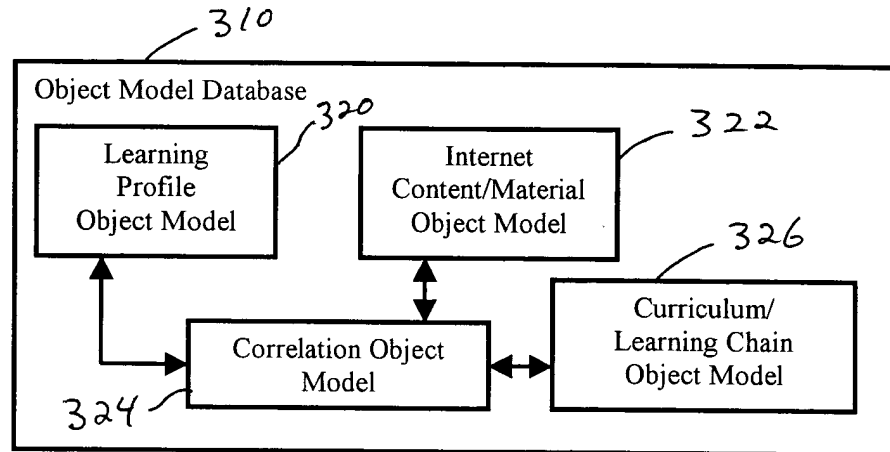 310
Object Model Database
320
Learning
Profile
Object Model
322
Internet
Content/Material
Object Model
326
Curriculum/
Learning Chain
Object Model
Correlation Object
Model
324